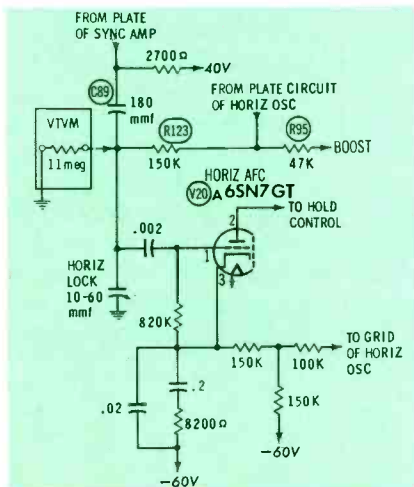 FROM PLATE
OF SYNC AMP
2700Ω
40V
C89
180
mmf
FROM PLATE CIRCUIT
OF HORIZ OSC
VTVM
11 meg
R123
150K
R95
47K
BOOST
HORIZ AFC
V20 A 6SN7GT
2
TO HOLD
CONTROL
.002
1
3
HORIZ
LOCK
10-60
mmf
820K
150K
100K
TO GRID
OF HORIZ
OSC
.02
.2
8200Ω
150K
-60V
-60V